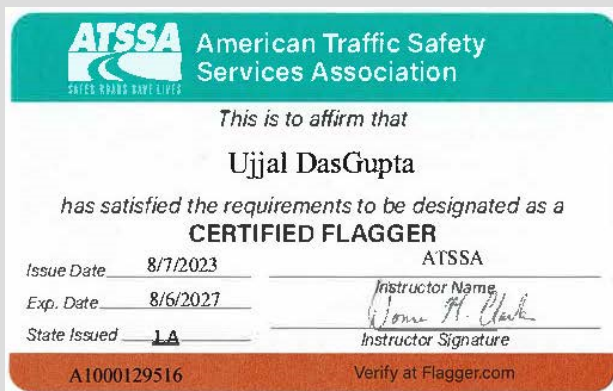 ATSSA
SAFER ROADS SAVE LIVES
American Traffic Safety
Services Association
This is to affirm that
Ujjal DasGupta
has satisfied the requirements to be designated as a
CERTIFIED FLAGGER
Issue Date 8/7/2023
ATSSA
Instructor Name
Exp. Date 8/6/2027
Clark
State Issued LA
Instructor Signature
A1000129516
Verify at Flagger.com